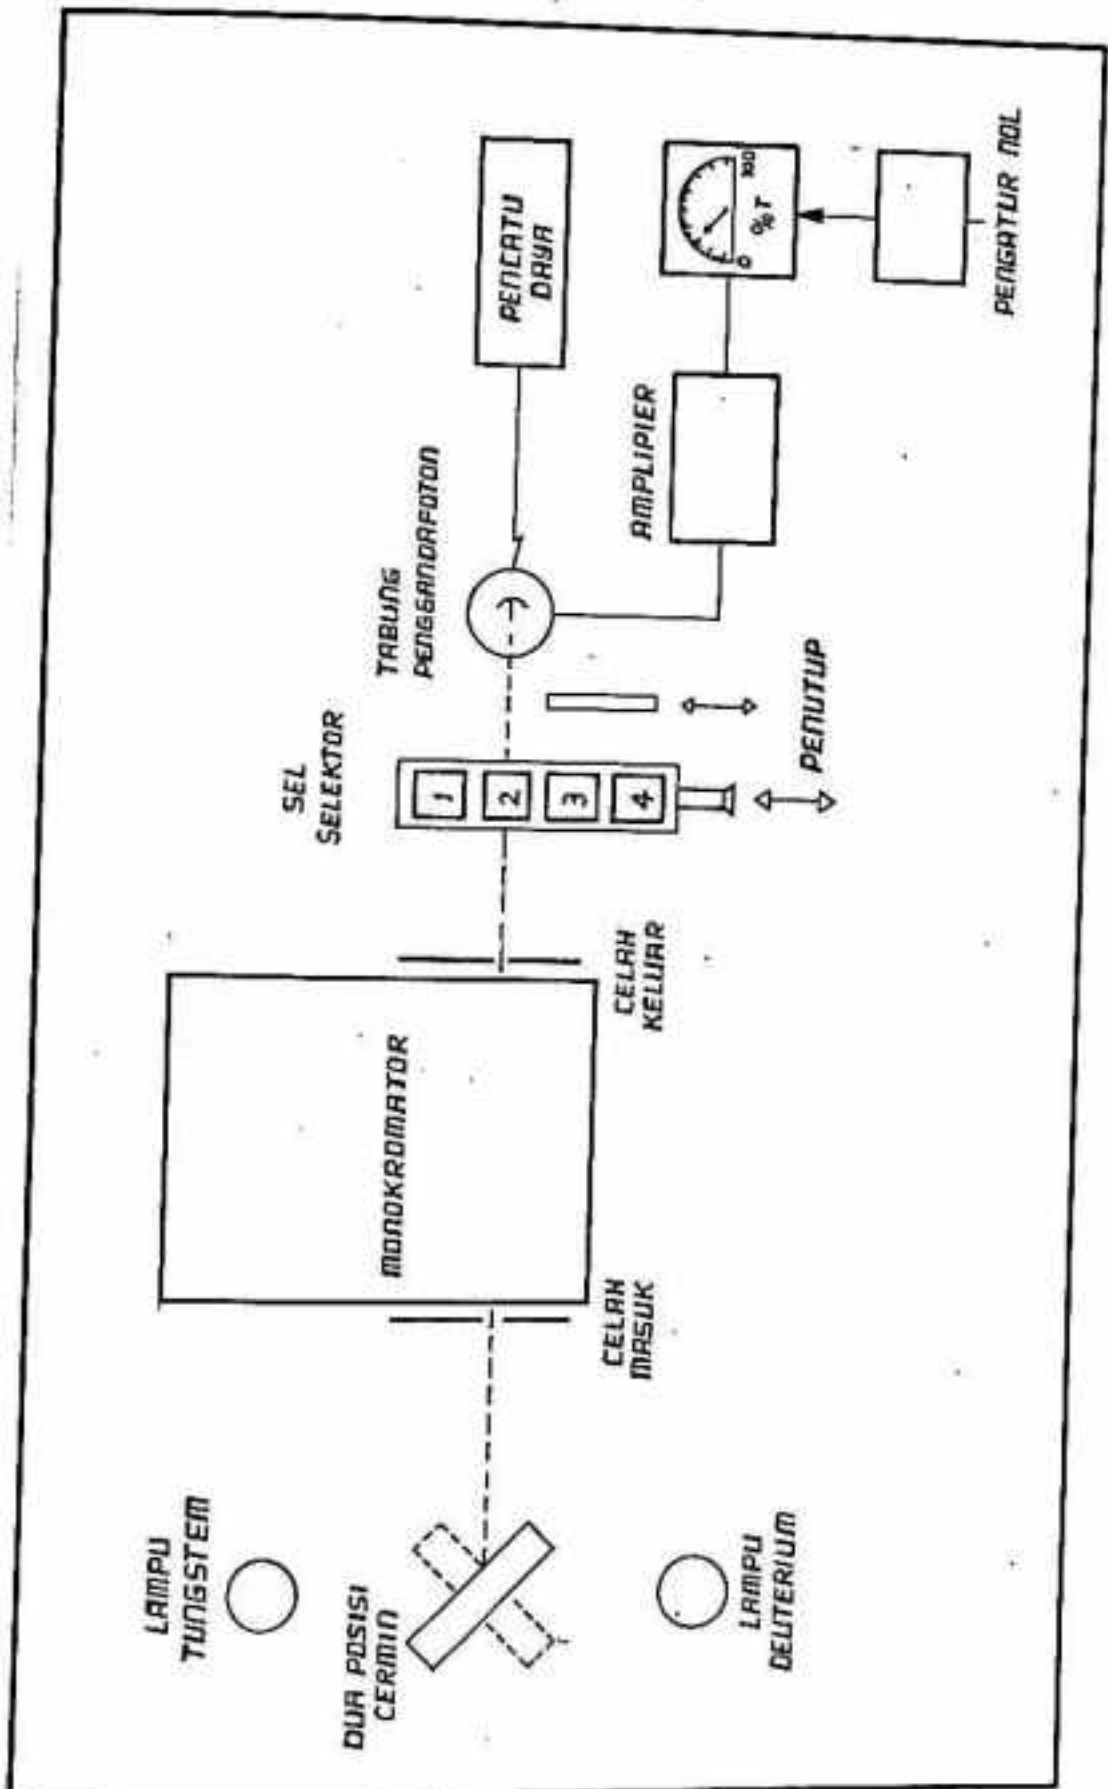 LAMPU
TUNGSTEM
DUA POSISI
CERMIN
LAMPU
DEUTERIUM
CELAH
MASUK
MONOKROMATOR
CELAH
KELUAR
SEL
SELEKTOR
1
2
3
4
PENUTUP
TABUNG
PENGGANDAFOTON
AMPLIPIER
PENCATU
DAYA
0
100
% T
PENGATUR NOL